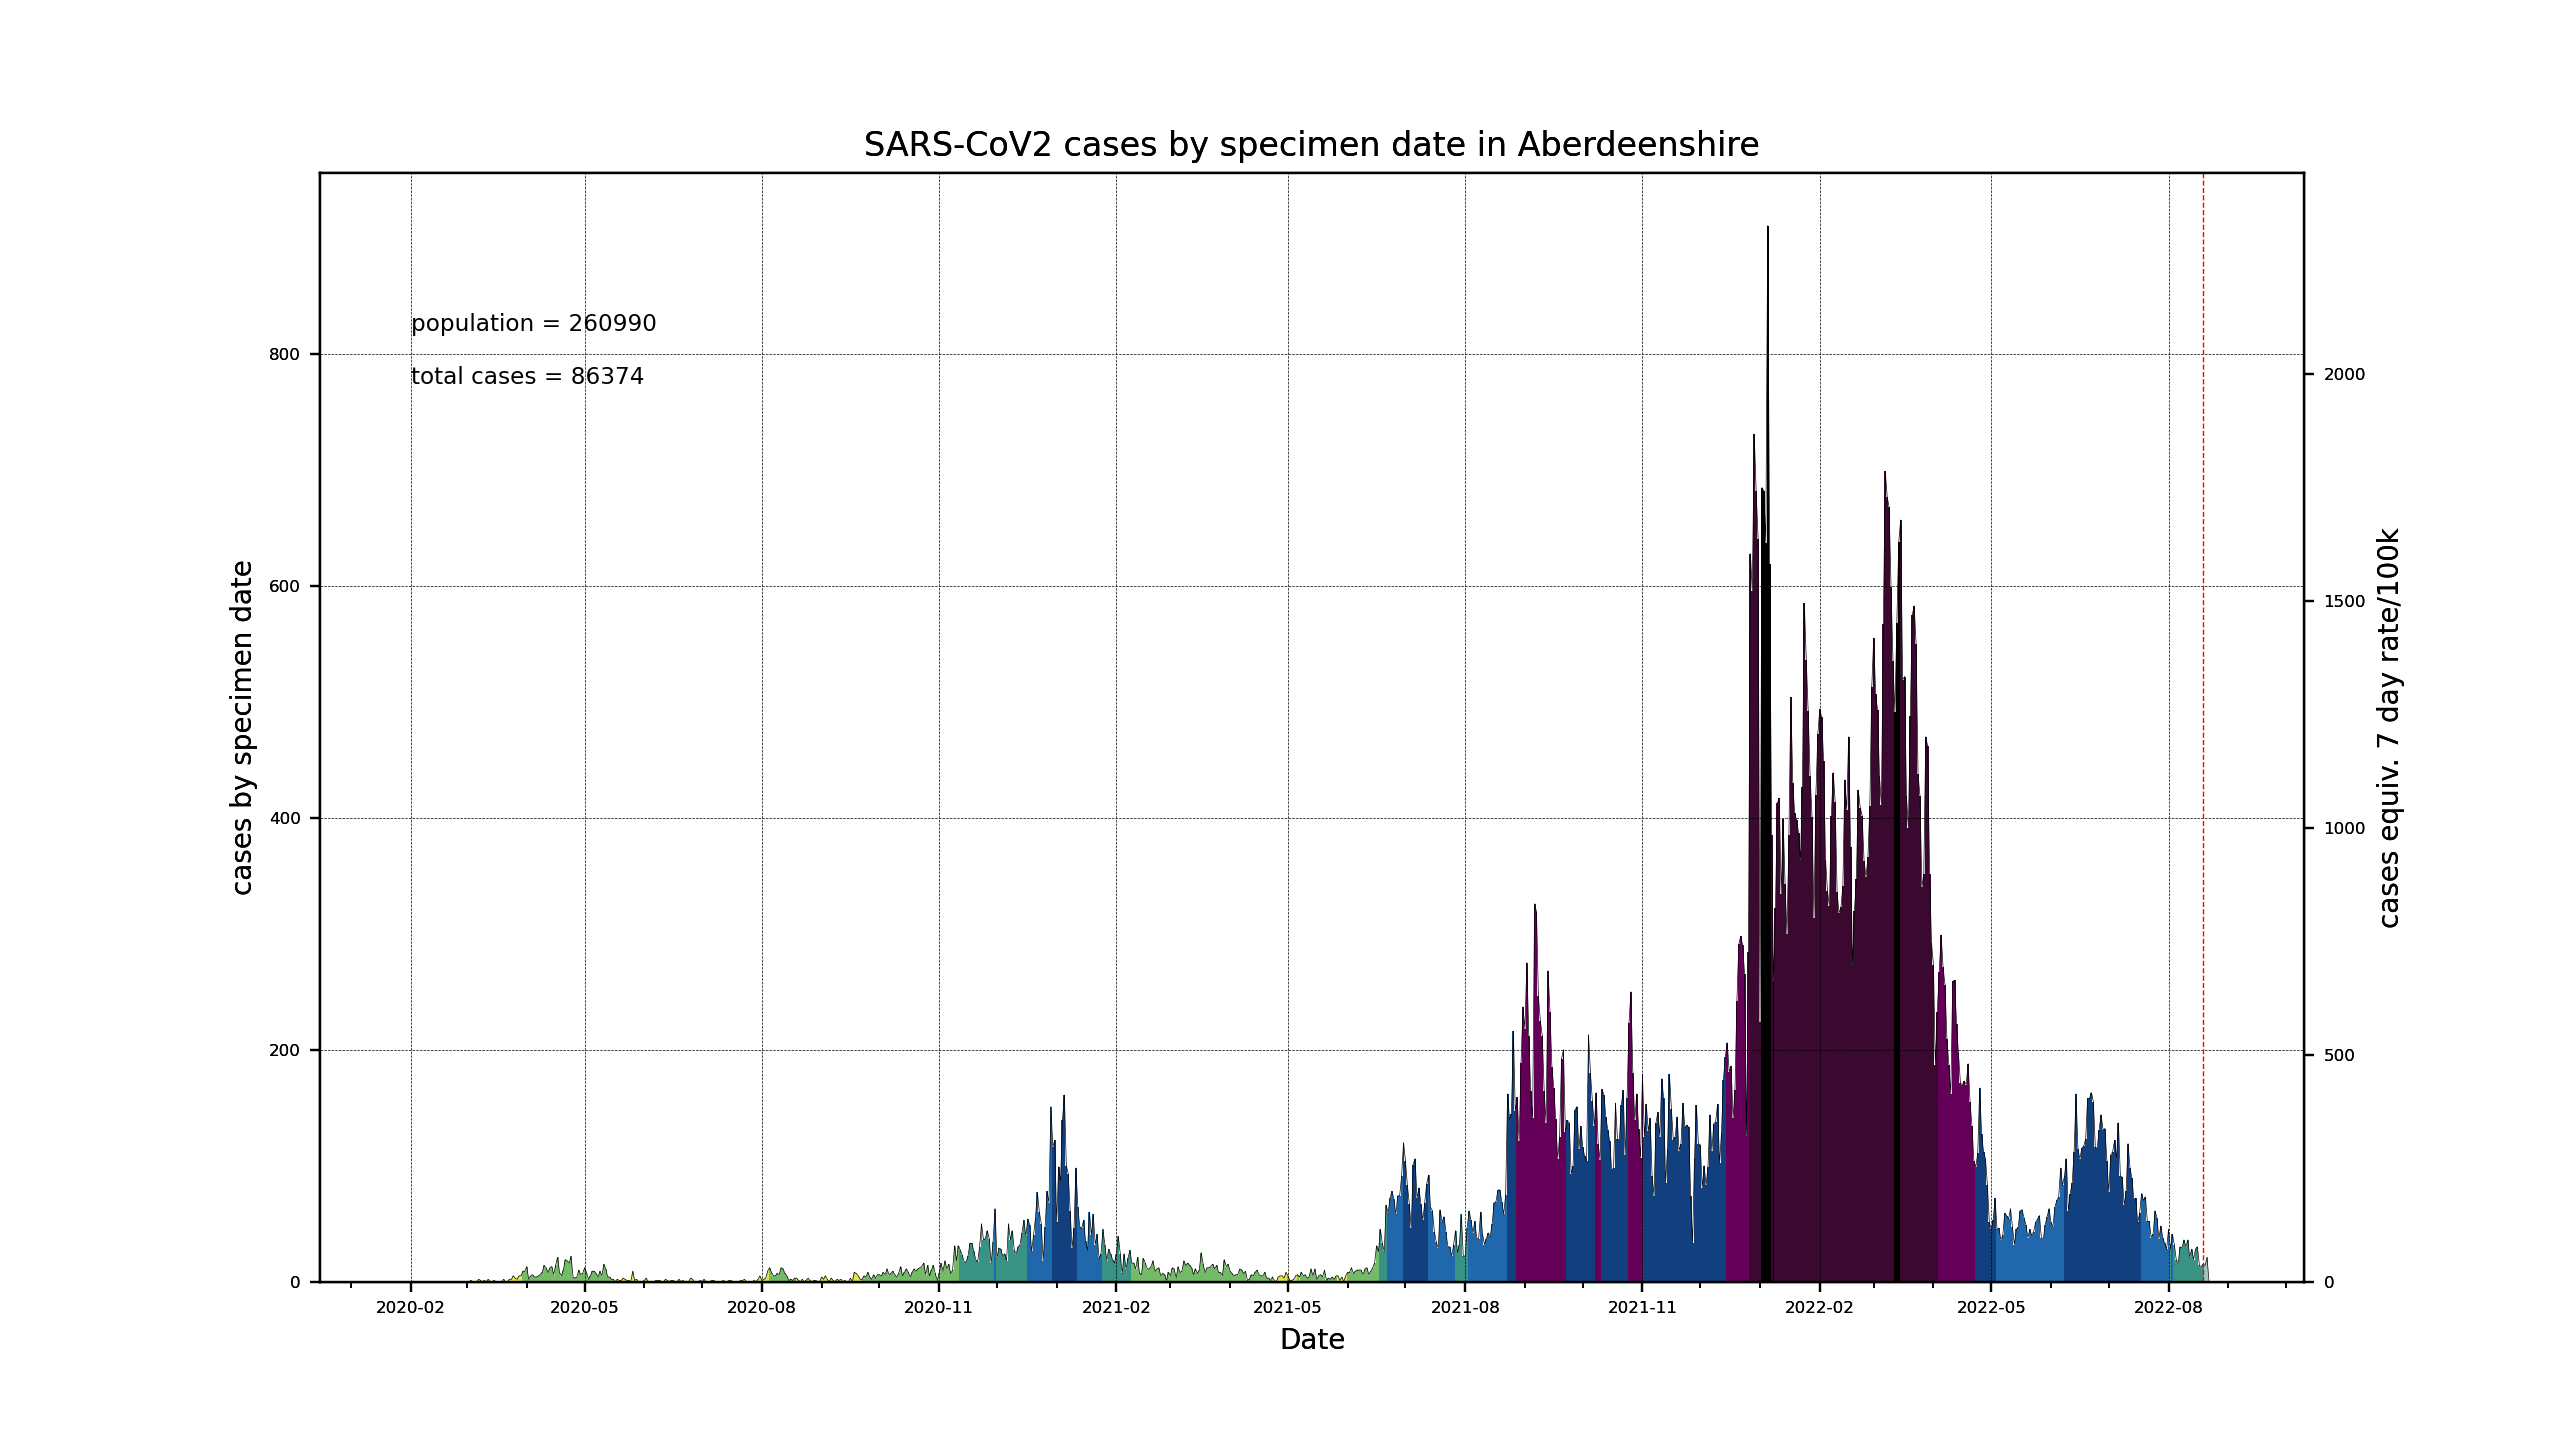 SARS-CoV2 cases by specimen date in Aberdeenshire
population = 260990
total cases = 86374
cases by specimen date
800
600
400
200
0
2000
1500
1000
500
0
cases equiv. 7 day rate/100k
2020-02 2020-05 2020-08 2020-11 2021-02 2021-05 2021-08 2021-11 2022-02 2022-05 2022-08
Date